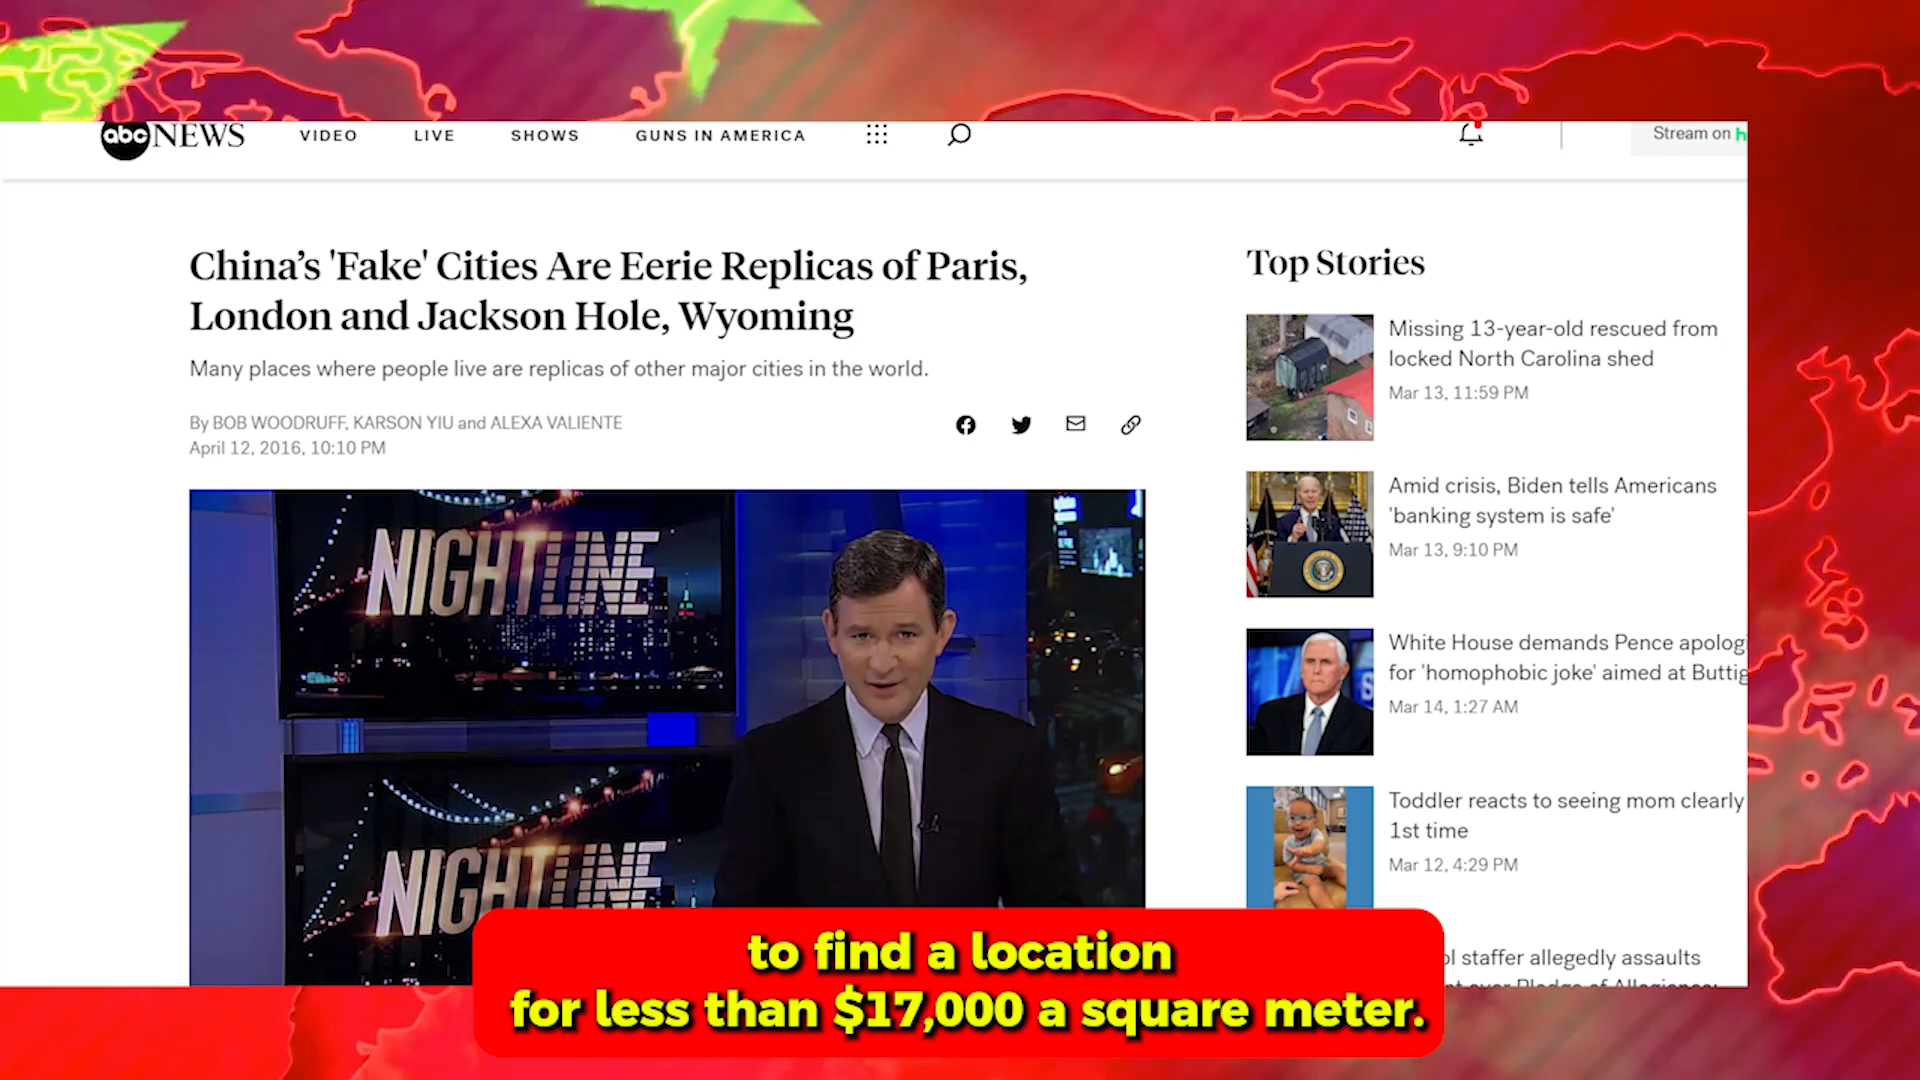 abc NEWS
VIDEO
LIVE
SHOWS
GUNS IN AMERICA
Stream on h
China's 'Fake' Cities Are Eerie Replicas of Paris,
London and Jackson Hole, Wyoming
Many places where people live are replicas of other major cities in the world.
By BOB WOODRUFF, KARSON YIU and ALEXA VALIENTE
April 12, 2016, 10:10 PM
NIGHTLINE
NIGHTLINE
Top Stories
Missing 13-year-old rescued from
locked North Carolina shed
Mar 13, 11:59 PM
Amid crisis, Biden tells Americans
'banking system is safe'
Mar 13, 9:10 PM
White House demands Pence apologi
for 'homophobic joke' aimed at Buttig
Mar 14, 1:27 AM
Toddler reacts to seeing mom clearly
1st time
Mar 12, 4:29 PM
ol staffer allegedly assaults
to find a location
for less than $17,000 a square meter.